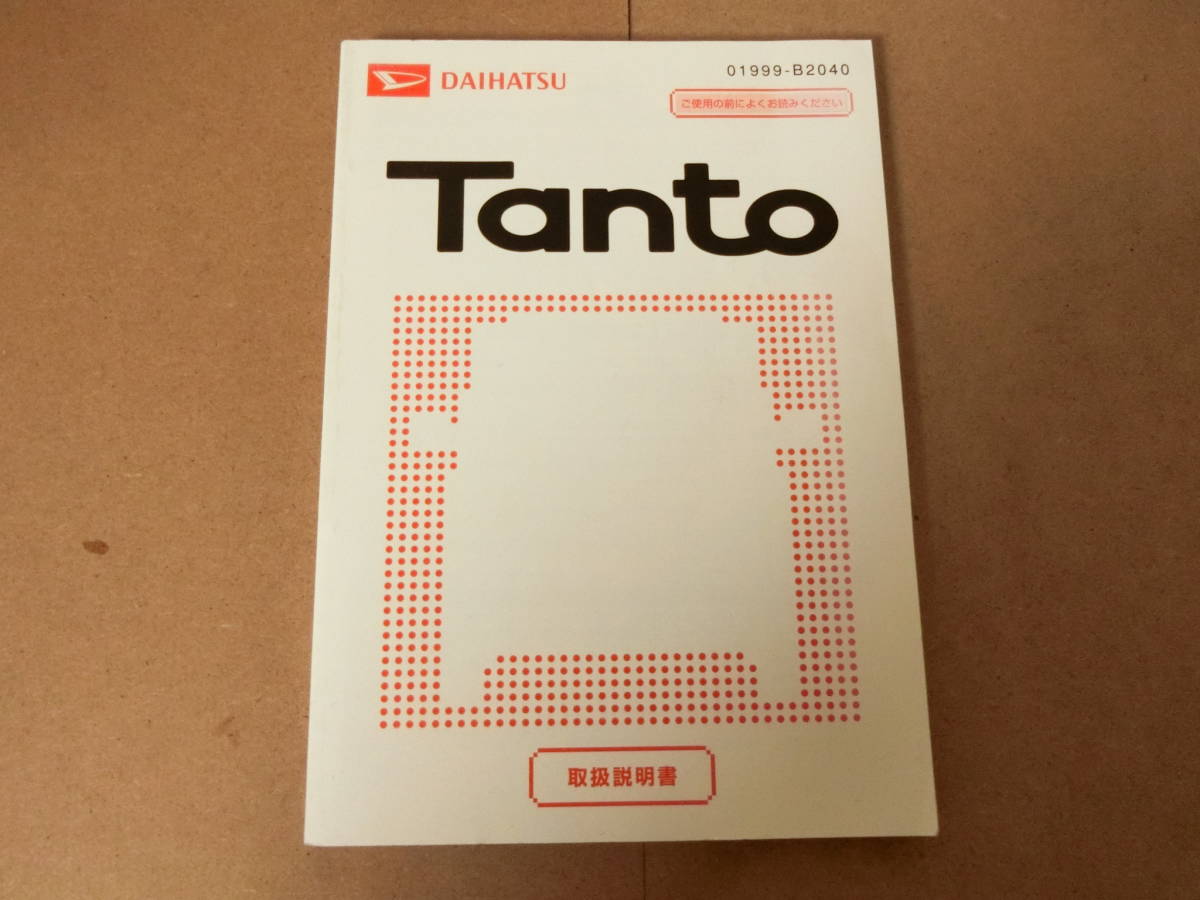 DAIHATSU
01999-B2040
ご使用の前によくお読みください
Tanto
取扱説明書